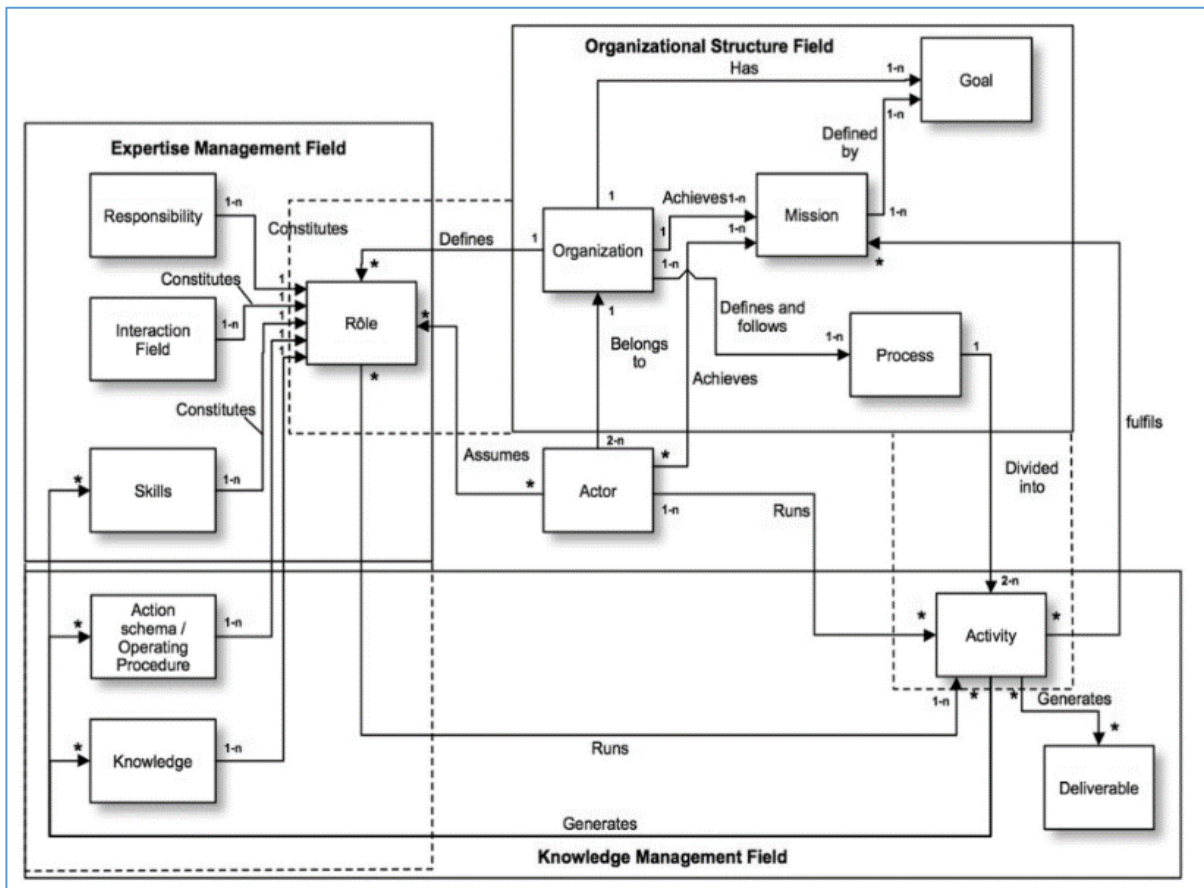 Organizational Structure Field
Has
1-n
Goal
1-n
Defined
by
Expertise Management Field
Responsibility
1-n
Constitutes
Achieves
1-n
Mission
1-n
1
1
1-n
Defines
1
Organization
1-n
*
*
Constitutes
1
1
Interaction
Field
1-n
1
1
1
Rôle
*
*
Defines and
follows
1-n
Process
1
1
Belongs
to
Achieves
Constitutes
fulfils
2-n
Assumes
*
*
Actor
1-n
Divided
into
*
Skills
1-n
Runs
2-n
*
Action
schema /
Operating
Procedure
1-n
*
Activity
*
1-n
*
*
Generates
*
*
Knowledge
1-n
Runs
Deliverable
Generates
Knowledge Management Field